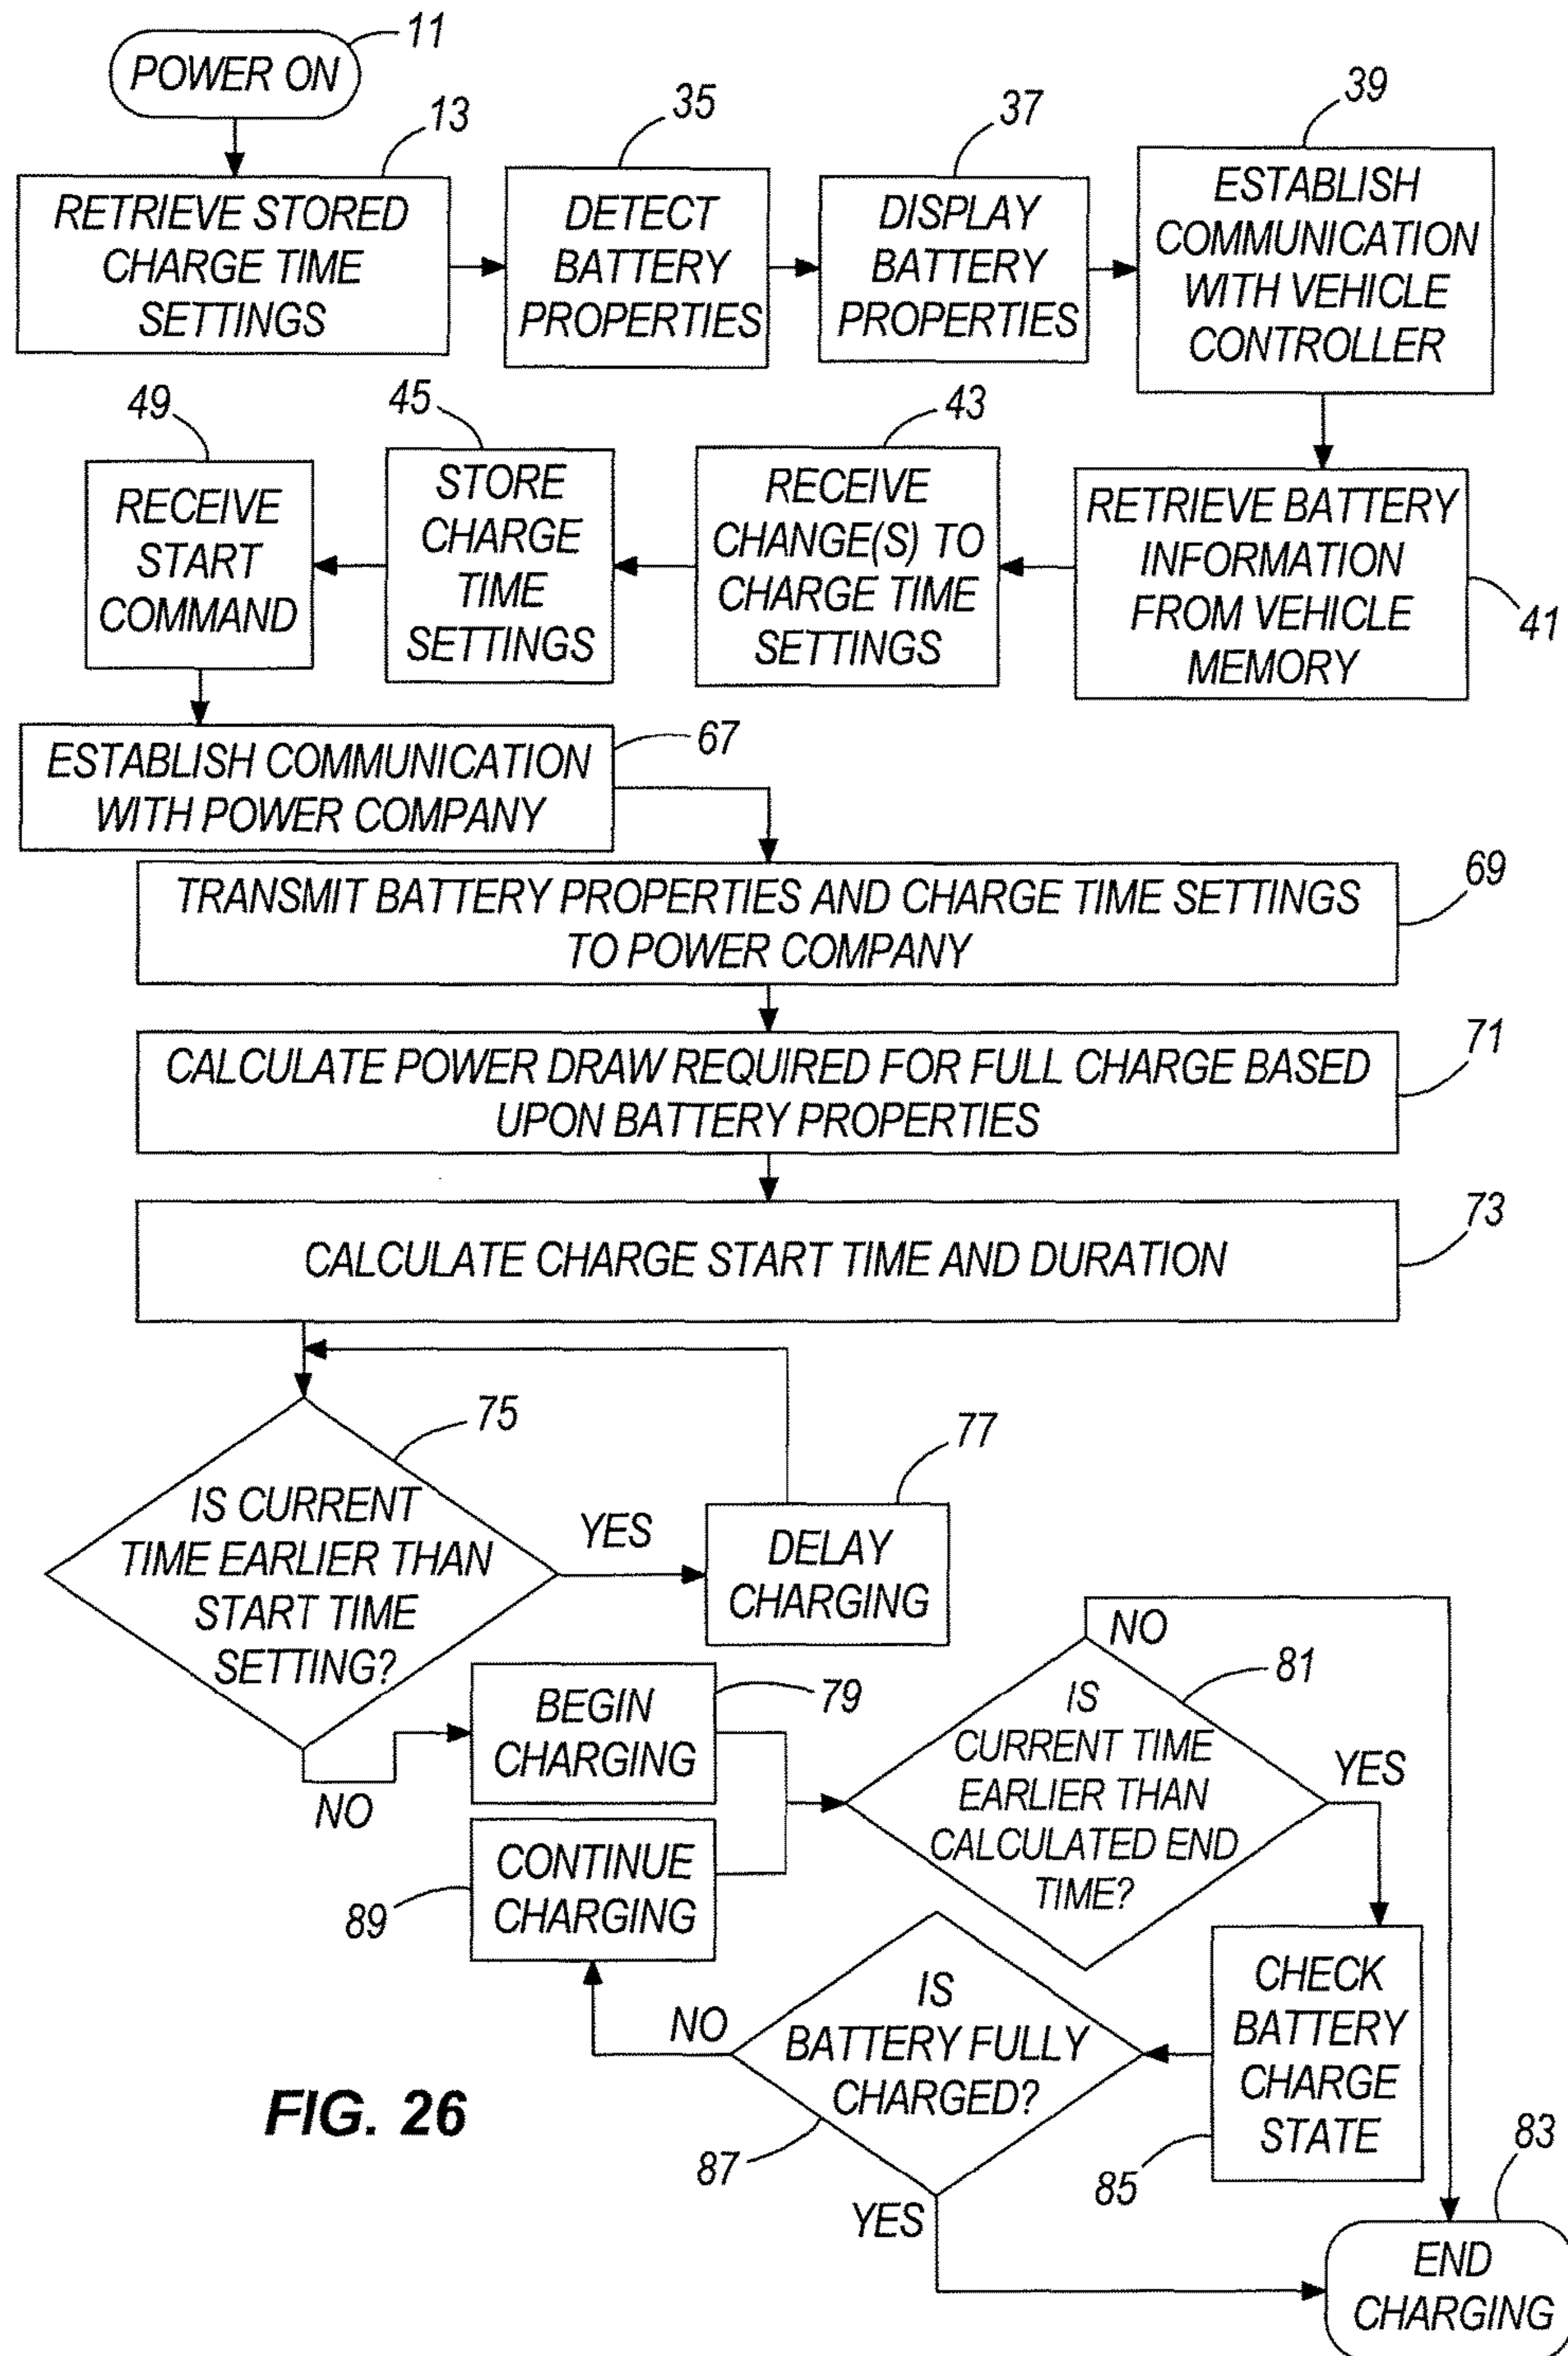 11
POWER ON
13
RETRIEVE STORED
CHARGE TIME
SETTINGS
35
DETECT
BATTERY
PROPERTIES
37
DISPLAY
BATTERY
PROPERTIES
39
ESTABLISH
COMMUNICATION
WITH VEHICLE
CONTROLLER
49
RECEIVE
START
COMMAND
45
STORE
CHARGE
TIME
SETTINGS
43
RECEIVE
CHANGE(S) TO
CHARGE TIME
SETTINGS
RETRIEVE BATTERY
INFORMATION
FROM VEHICLE
MEMORY
41
ESTABLISH COMMUNICATION
WITH POWER COMPANY
67
TRANSMIT BATTERY PROPERTIES AND CHARGE TIME SETTINGS
TO POWER COMPANY
69
CALCULATE POWER DRAW REQUIRED FOR FULL CHARGE BASED
UPON BATTERY PROPERTIES
71
CALCULATE CHARGE START TIME AND DURATION
73
75
IS CURRENT
TIME EARLIER THAN
START TIME
SETTING?
YES
77
DELAY
CHARGING
NO
BEGIN
CHARGING
79
NO
81
IS
CURRENT TIME
EARLIER THAN
CALCULATED END
TIME?
YES
CONTINUE
CHARGING
89
CHECK
BATTERY
CHARGE
STATE
85
IS
BATTERY FULLY
CHARGED?
NO
87
YES
83
END
CHARGING
FIG. 26